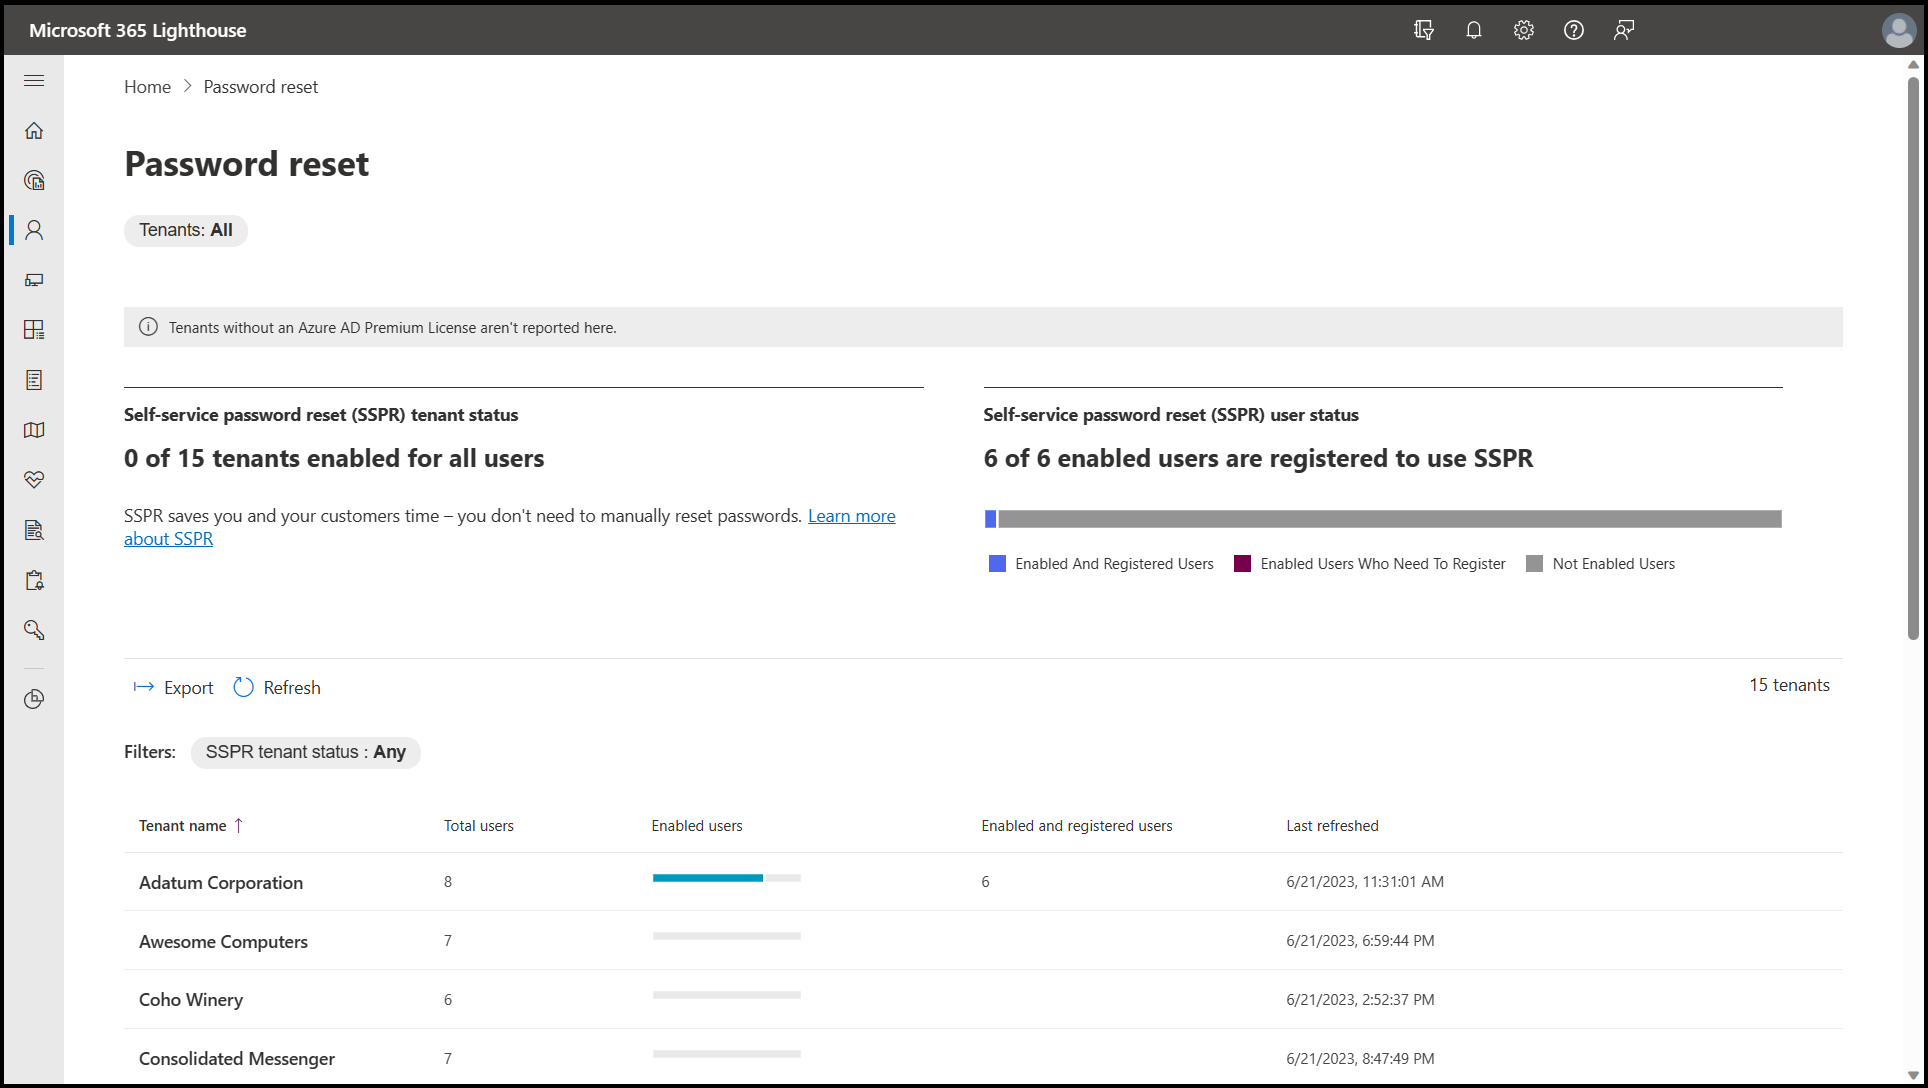 Microsoft 365 Lighthouse
Home > Password reset
Password reset
Tenants: All
Tenants without an Azure AD Premium License aren't reported here.
Self-service password reset (SSPR) tenant status
0 of 15 tenants enabled for all users
SSPR saves you and your customers time – you don't need to manually reset passwords. Learn more
about SSPR
Self-service password reset (SSPR) user status
6 of 6 enabled users are registered to use SSPR
Enabled And Registered Users Enabled Users Who Need To Register Not Enabled Users
Export Refresh 15 tenants
Filters: SSPR tenant status : Any
Tenant name ↑ Total users Enabled users Enabled and registered users Last refreshed
Adatum Corporation 8 6 6/21/2023, 11:31:01 AM
Awesome Computers 7 6/21/2023, 6:59:44 PM
Coho Winery 6 6/21/2023, 2:52:37 PM
Consolidated Messenger 7 6/21/2023, 8:47:49 PM